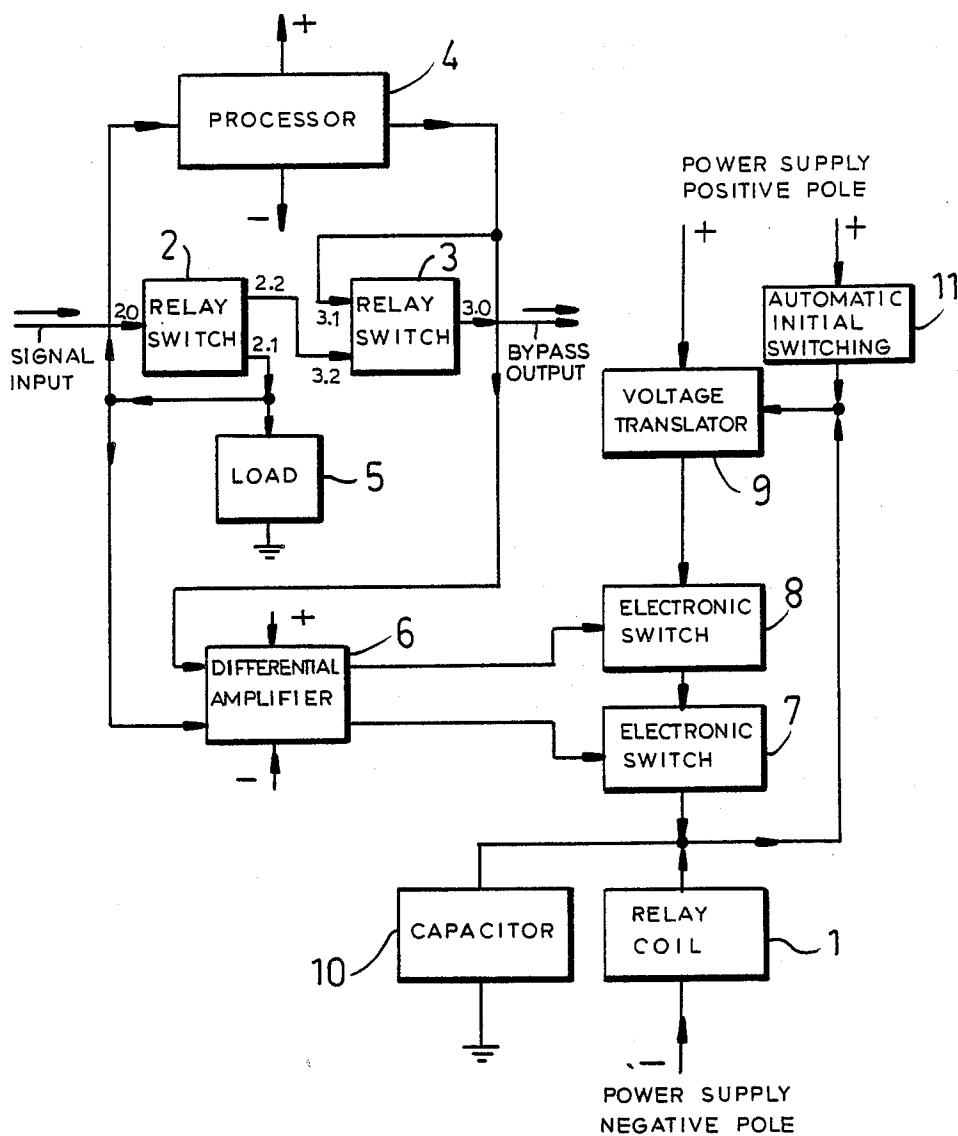 +
4
PROCESSOR
−
POWER SUPPLY
POSITIVE POLE
+
+
2
3
11
2.0
RELAY
SWITCH
2.2
2.1
3.1
3.2
RELAY
SWITCH
3.0
SIGNAL
INPUT
BYPASS
OUTPUT
AUTOMATIC
INITIAL
SWITCHING
VOLTAGE
TRANSLATOR
9
LOAD
5
+
6
DIFFERENTIAL
AMPLIFIER
−
ELECTRONIC
SWITCH
8
ELECTRONIC
SWITCH
7
CAPACITOR
10
RELAY
COIL
1
−
POWER SUPPLY
NEGATIVE POLE